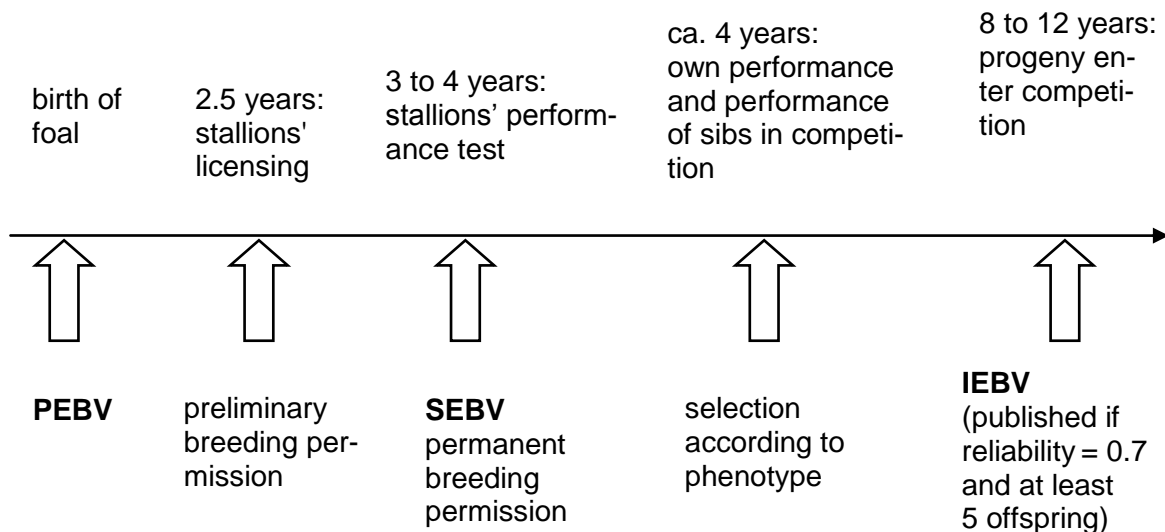 birth of
foal
2.5 years:
stallions'
licensing
3 to 4 years:
stallions’ perform-
ance test
ca. 4 years:
own performance
and performance
of sibs in competi-
tion
8 to 12 years:
progeny en-
ter competi-
tion
PEBV
preliminary
breeding per-
mission
SEBV
permanent
breeding
permission
selection
according to
phenotype
IEBV
(published if
reliability = 0.7
and at least
5 offspring)